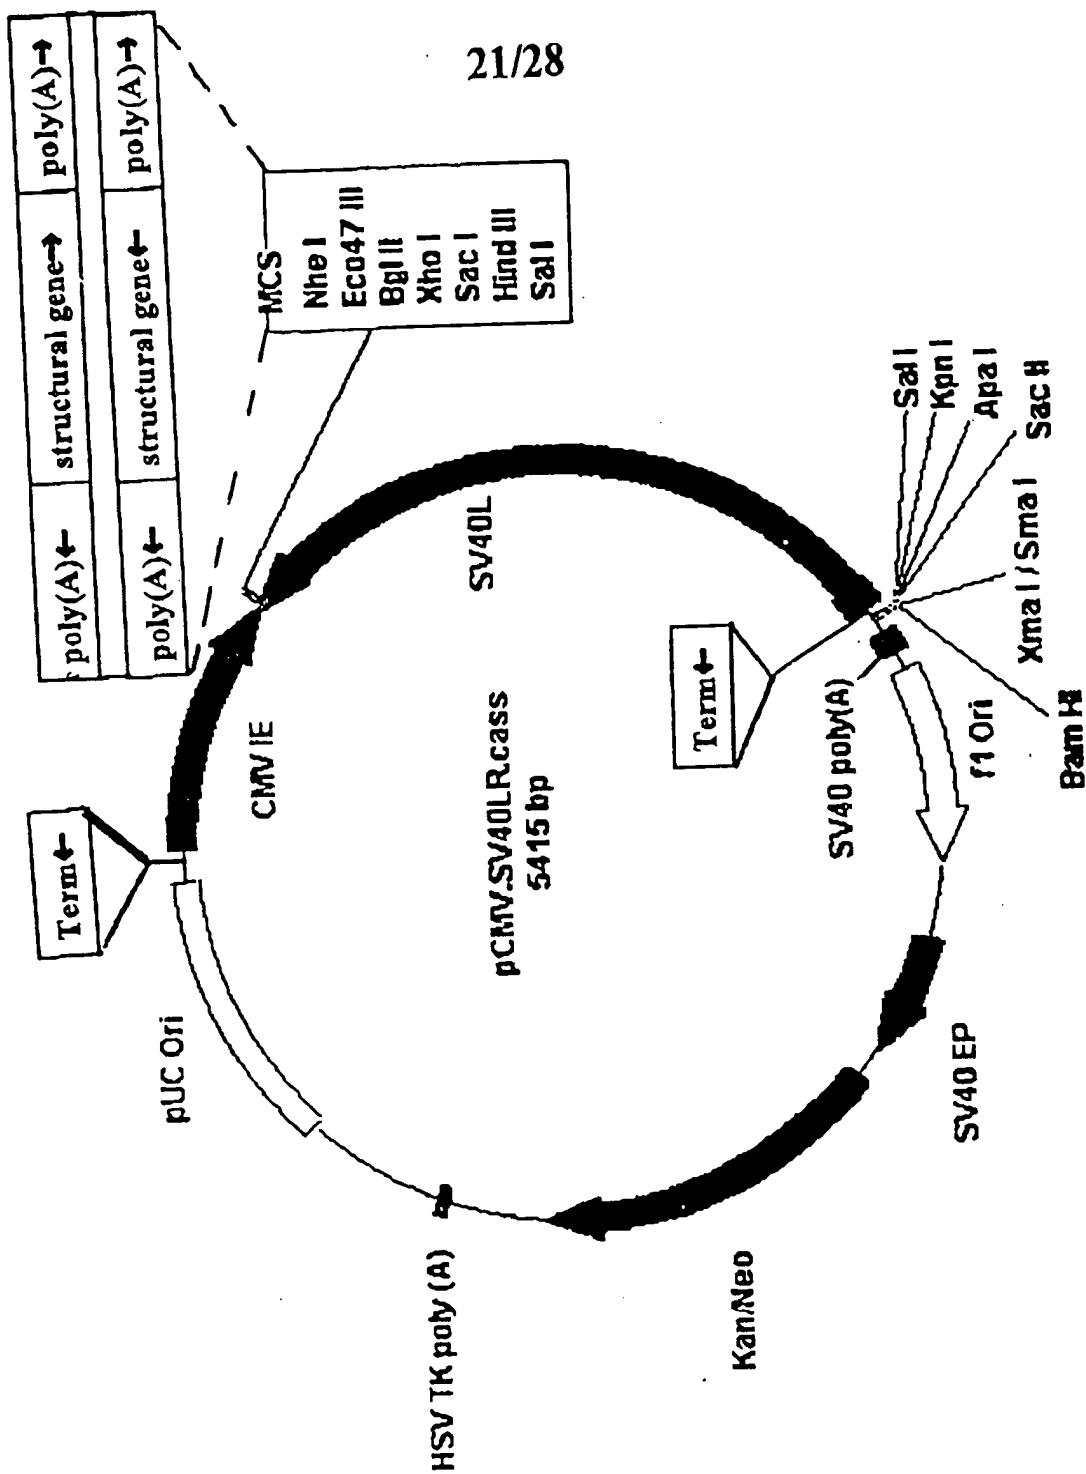 21/28
poly(A)← structural gene→ poly(A)→
poly(A)← structural gene← poly(A)→
MCS
Nhe I
Eco47 III
Bgl II
Xho I
Sac I
Hind III
Sal I
Term←
CMV IE
pUC Ori
SV40L
pCMV.SV40LR.cass
5415 bp
Term←
HSV TK poly (A)
SV40 poly(A)
Sal I
Kpn I
Apa I
Sac II
Xma I / Sma I
Bam HI
f1 Ori
SV40 EP
Kan/Neo